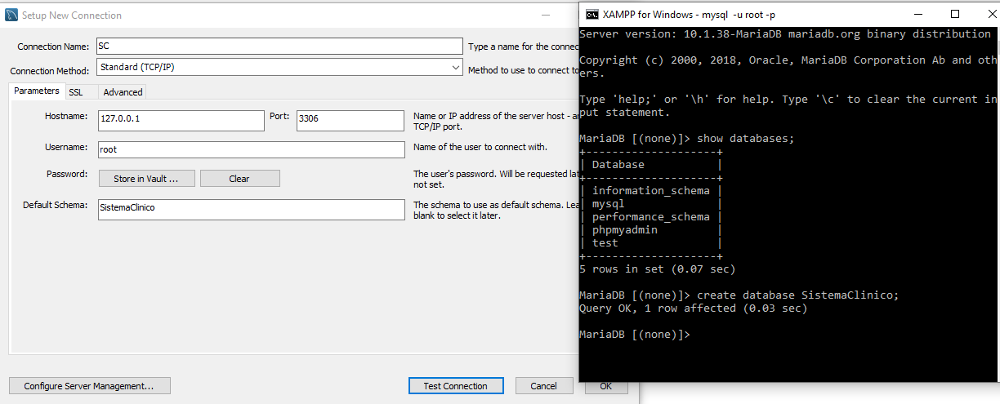 Setup New Connection
Connection Name: SC Type a name for the connec
Connection Method: Standard (TCP/IP) Method to use to connect to
Parameters SSL Advanced
Hostname: 127.0.0.1 Port: 3306 Name or IP address of the server host - a
TCP/IP port.
Username: root Name of the user to connect with.
Password: Store in Vault ... Clear The user's password. Will be requested lat
not set.
Default Schema: SistemaClinico The schema to use as default schema. Lea
blank to select it later.
Configure Server Management... Test Connection Cancel OK
XAMPP for Windows - mysql -u root -p
Server version: 10.1.38-MariaDB mariadb.org binary distribution
Copyright (c) 2000, 2018, Oracle, MariaDB Corporation Ab and oth
ers.
Type 'help;' or '\h' for help. Type '\c' to clear the current in
put statement.
MariaDB [(none)]> show databases;
+--------------------+
| Database           |
+--------------------+
| information_schema |
| mysql              |
| performance_schema |
| phpmyadmin         |
| test               |
+--------------------+
5 rows in set (0.07 sec)
MariaDB [(none)]> create database SistemaClinico;
Query OK, 1 row affected (0.03 sec)
MariaDB [(none)]>